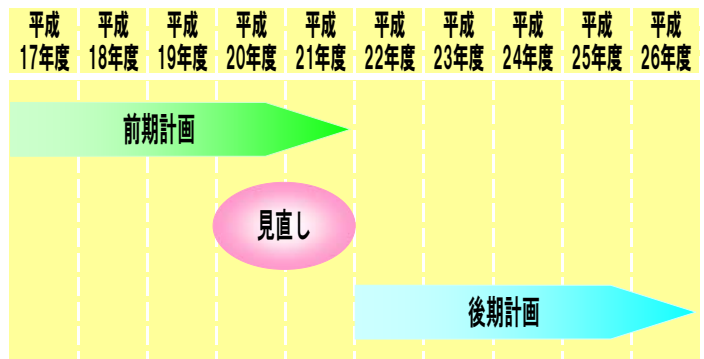 平成 平成 平成 平成 平成 平成 平成 平成 平成 平成
17年度 18年度 19年度 20年度 21年度 22年度 23年度 24年度 25年度 26年度
前期計画
見直し
後期計画